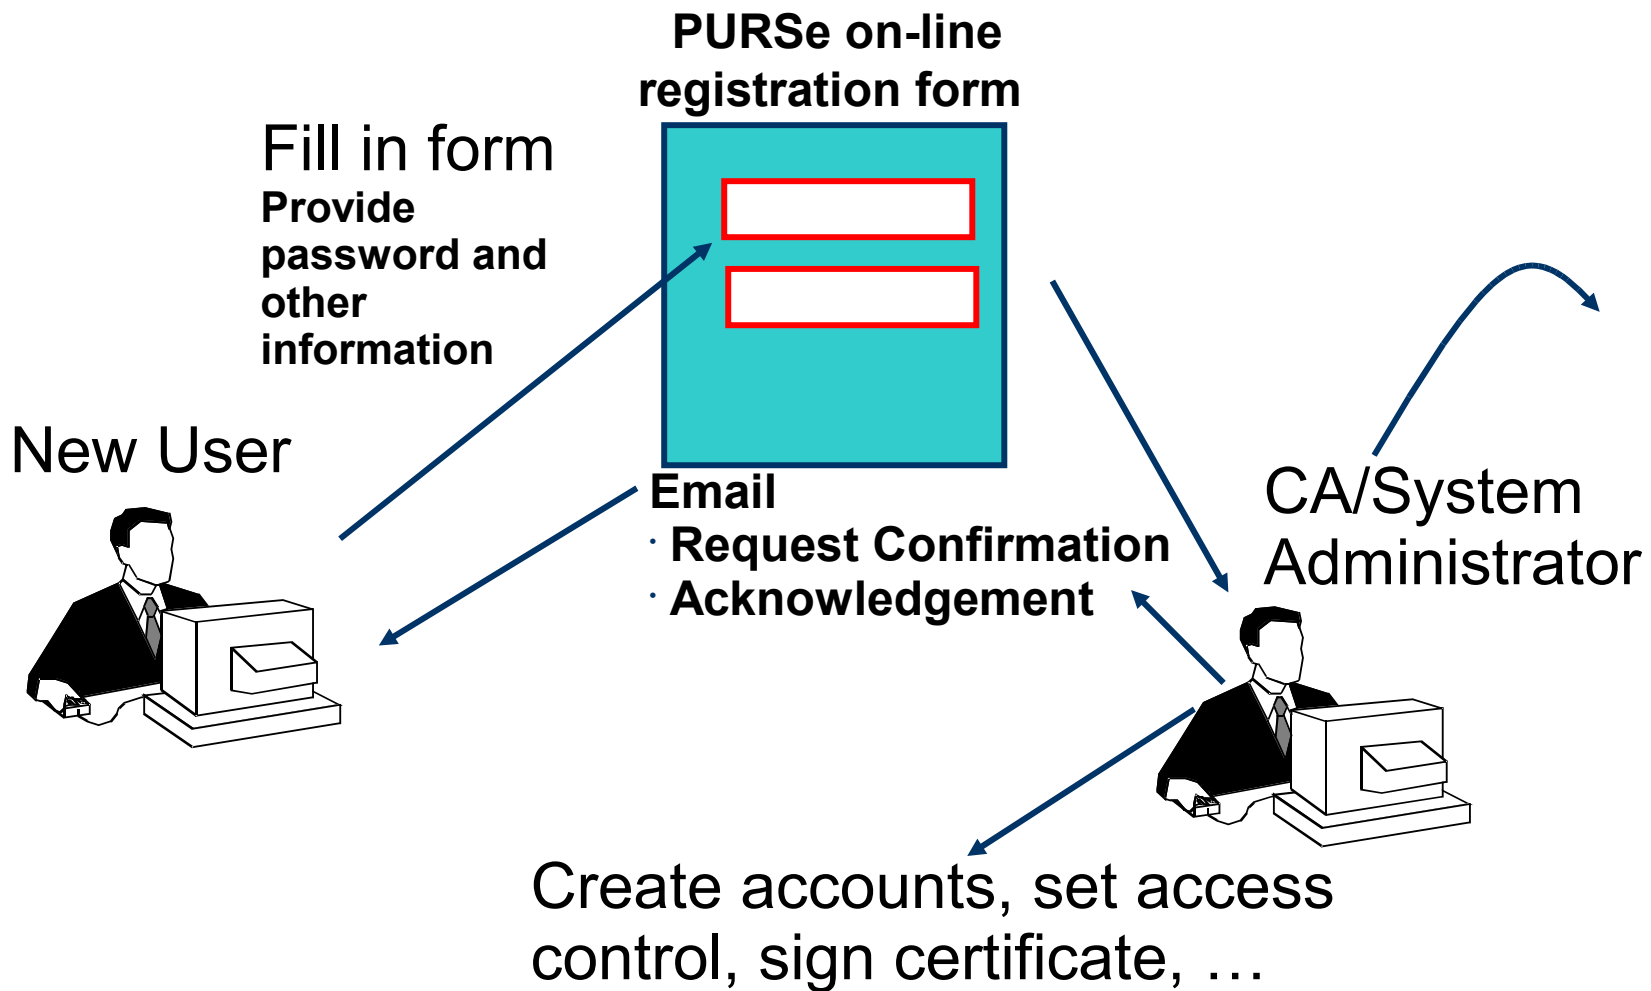 PURSe on-line
registration form
Fill in form
Provide
password and
other
information
New User
Email
· Request Confirmation
· Acknowledgement
CA/System
Administrator
Create accounts, set access
control, sign certificate, …